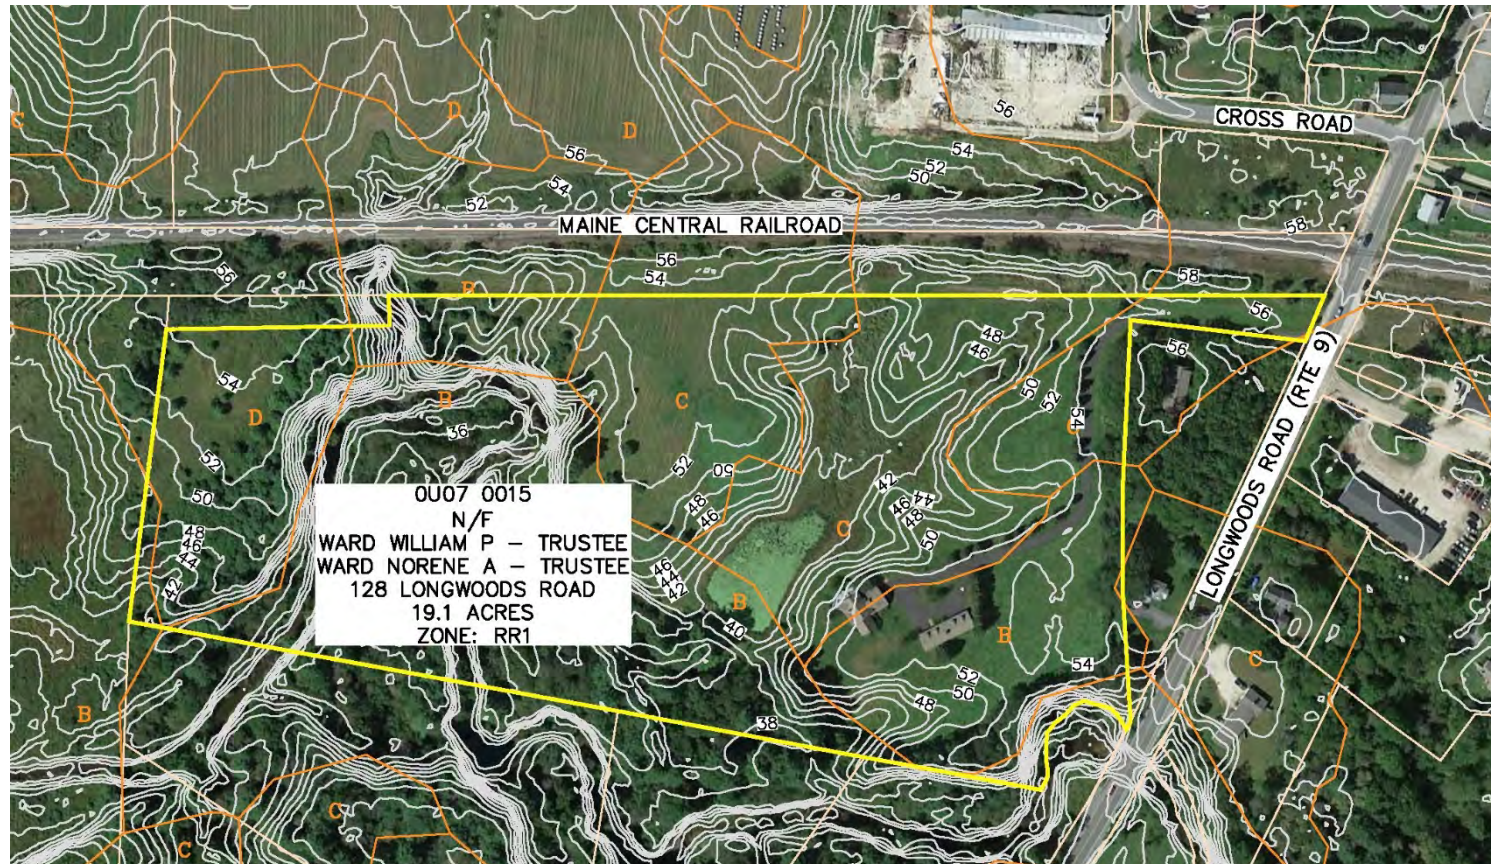 56
CROSS ROAD
C
D
D
56
54
52
50
54
52
MAINE CENTRAL RAILROAD
58
56
54
56
58
B
56
48
46
56
54
50
52
54
C
D
B
C
36
52
50
52
50
48
46
42
44
46
48
50
C
48
46
44
42
0U07 0015
N/F
WARD WILLIAM P – TRUSTEE
WARD NORENE A – TRUSTEE
128 LONGWOODS ROAD
19.1 ACRES
ZONE: RR1
46
44
42
B
40
B
LONGWOODS ROAD (RTE 9)
C
54
52
50
48
38
B
C
C